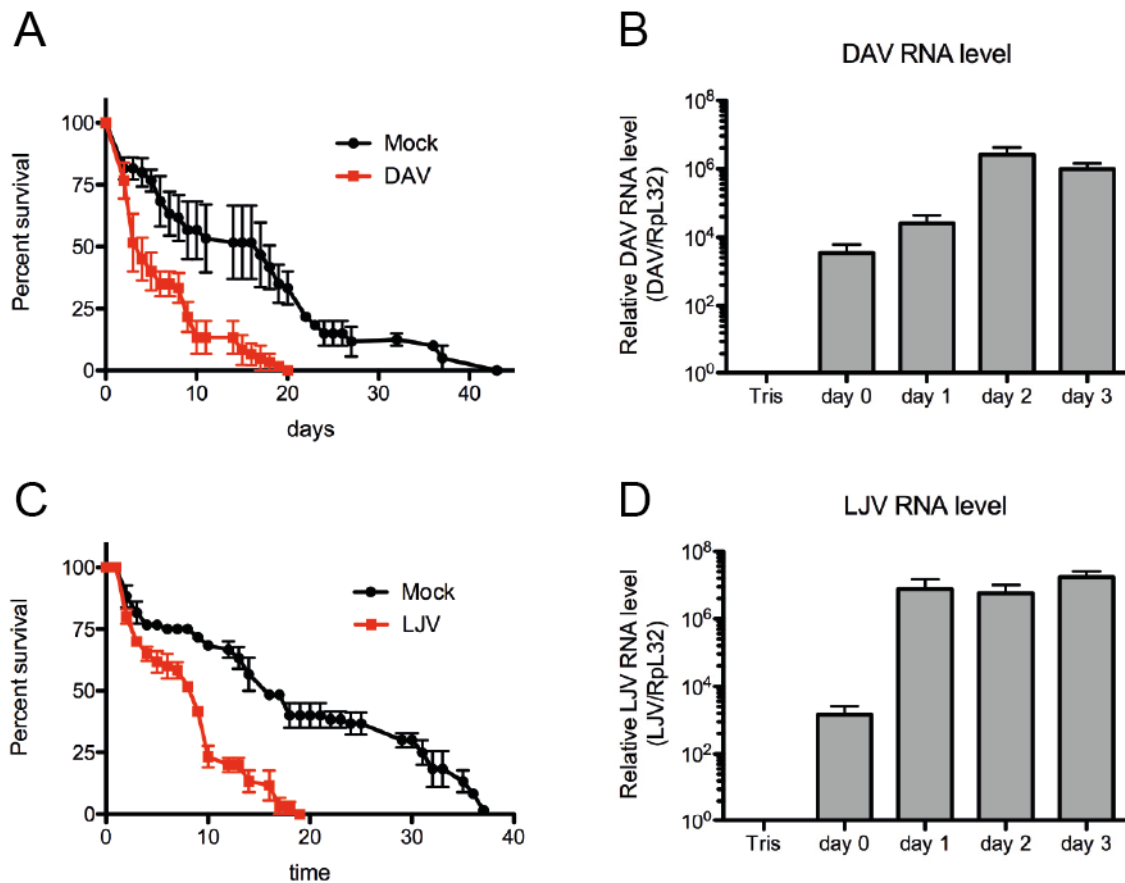 A
100
75
50
25
0
Percent survival
Mock
DAV
0 10 20 30 40
days
B
DAV RNA level
10^8
10^6
10^4
10^2
10^0
Relative DAV RNA level
(DAV/RpL32)
Tris day 0 day 1 day 2 day 3
C
100
75
50
25
0
Percent survival
Mock
LJV
0 10 20 30 40
time
D
LJV RNA level
10^8
10^6
10^4
10^2
10^0
Relative LJV RNA level
(LJV/RpL32)
Tris day 0 day 1 day 2 day 3